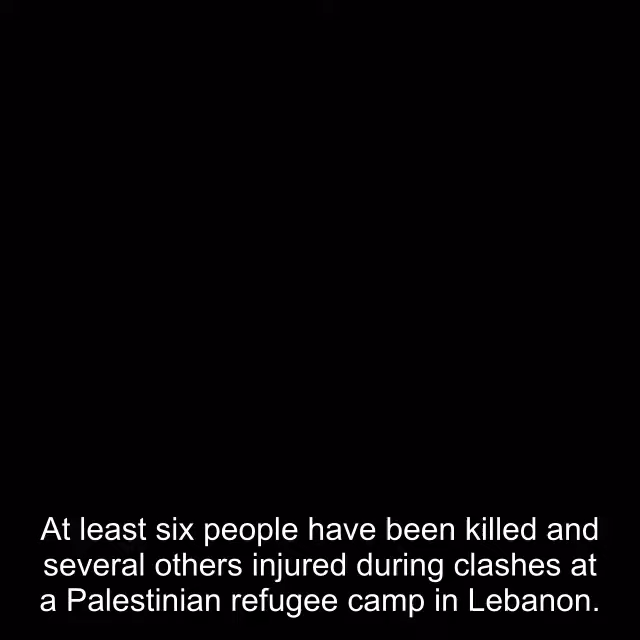 At least six people have been killed and
several others injured during clashes at
a Palestinian refugee camp in Lebanon.